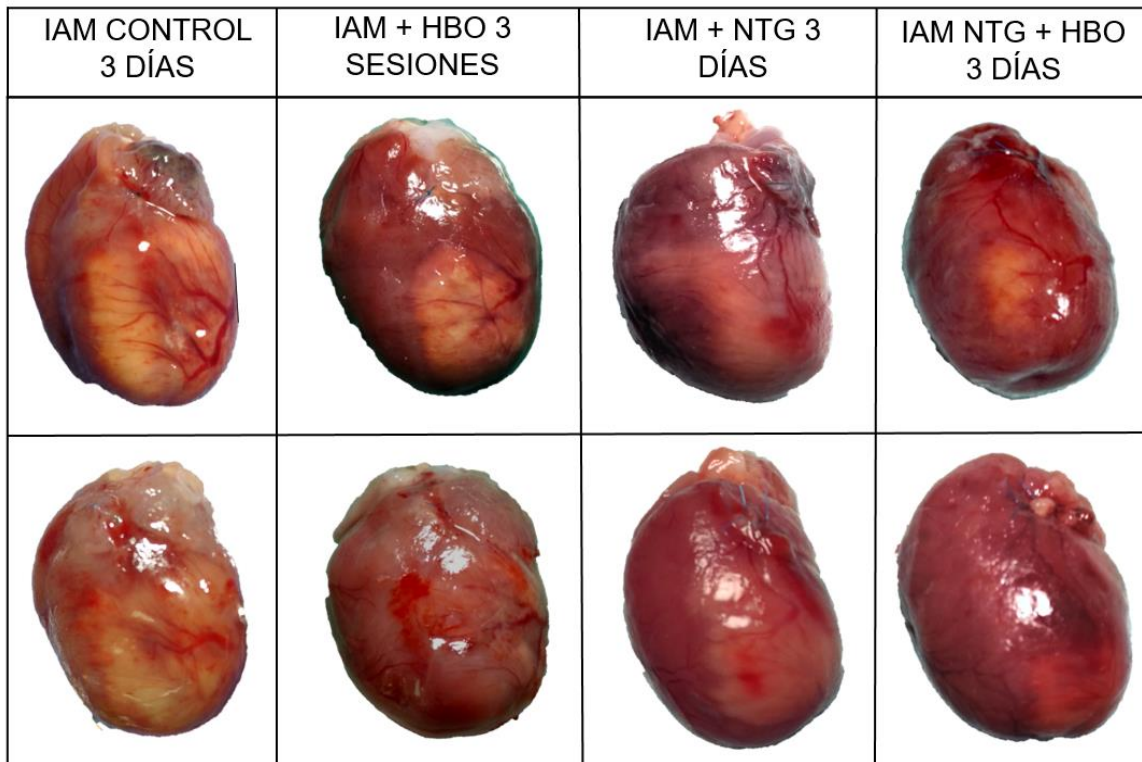 IAM CONTROL
3 DÍAS
IAM + HBO 3
SESIONES
IAM + NTG 3
DÍAS
IAM NTG + HBO
3 DÍAS